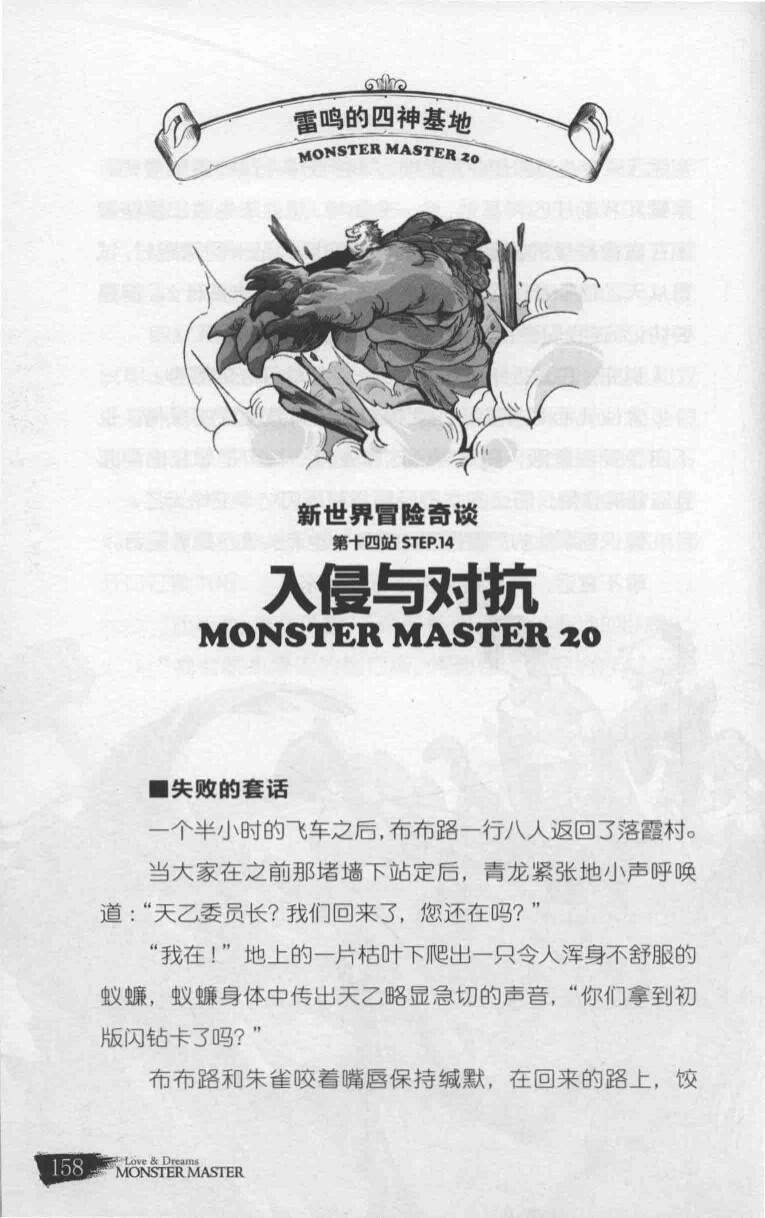 雷鸣的四神基地
MONSTER MASTER 20
新世界冒险奇谈
第十四站 STEP.14
入侵与对抗
MONSTER MASTER 20
■失败的套话
一个半小时的飞车之后，布布路一行八人返回了落霞村。
当大家在之前那堵墙下站定后，青龙紧张地小声呼唤
道：“天乙委员长？我们回来了，您还在吗？”
“我在！”地上的一片枯叶下爬出一只令人浑身不舒服的
蚁蠊，蚁蠊身体中传出天乙略显急切的声音，“你们拿到初
版闪钻卡了吗？”
布布路和朱雀咬着嘴唇保持缄默，在回来的路上，饺
158
Love & Dreams
MONSTER MASTER